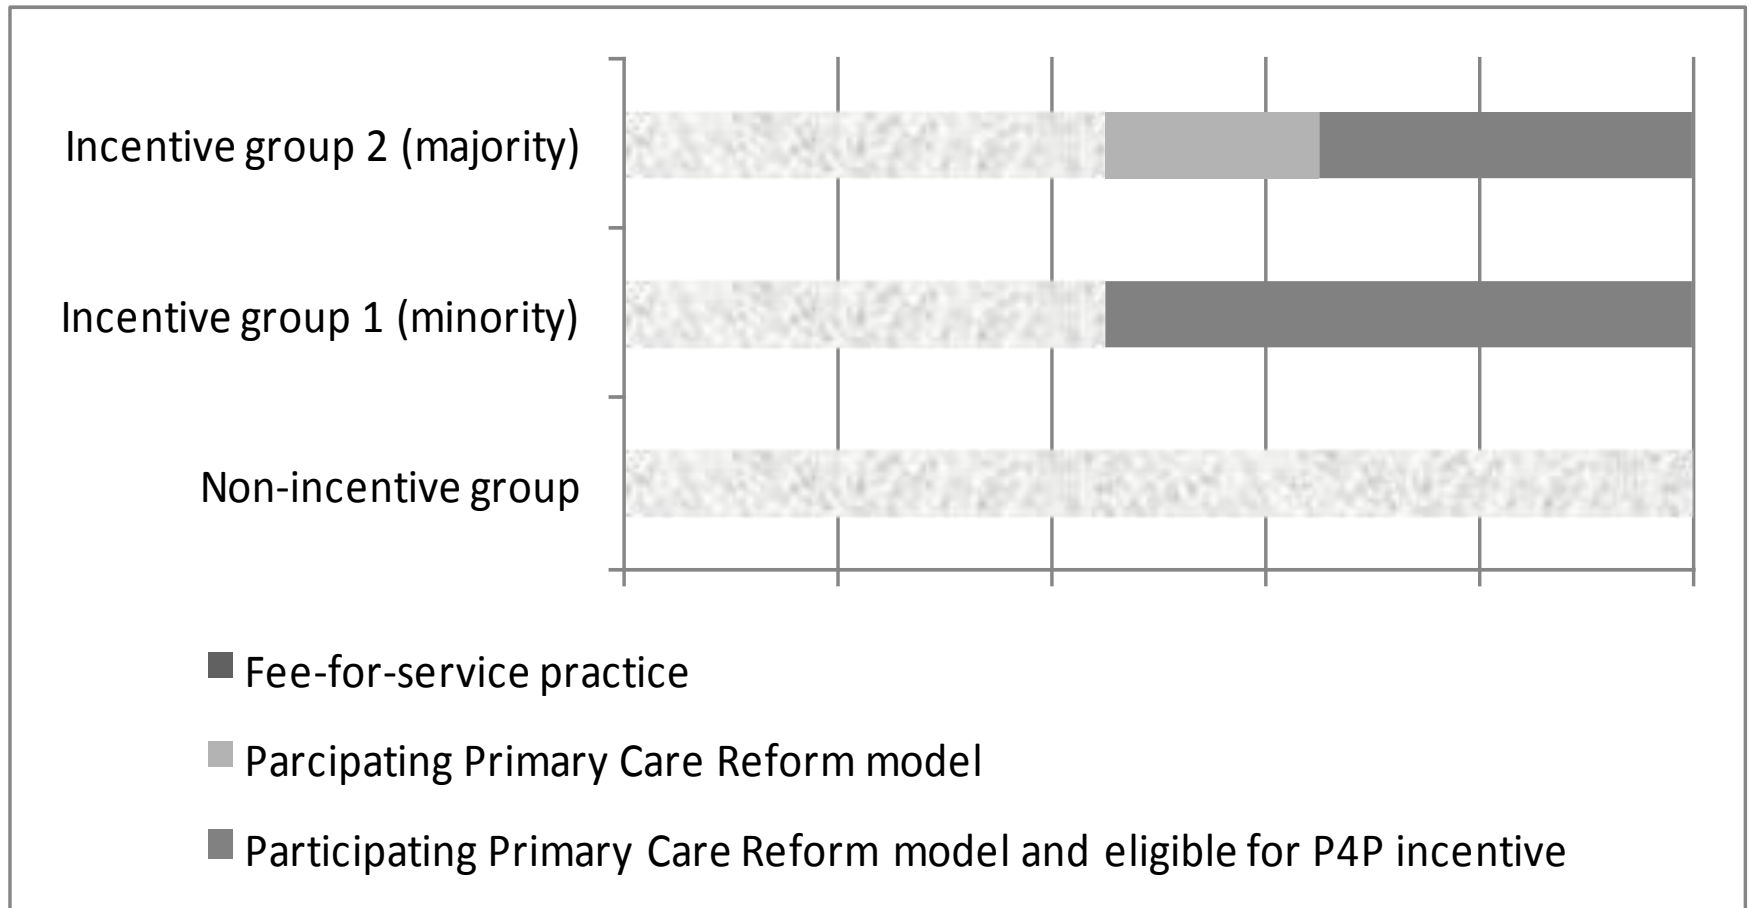 Incentive group 2 (majority)
Incentive group 1 (minority)
Non-incentive group
Fee-for-service practice
Parcipating Primary Care Reform model
Participating Primary Care Reform model and eligible for P4P incentive